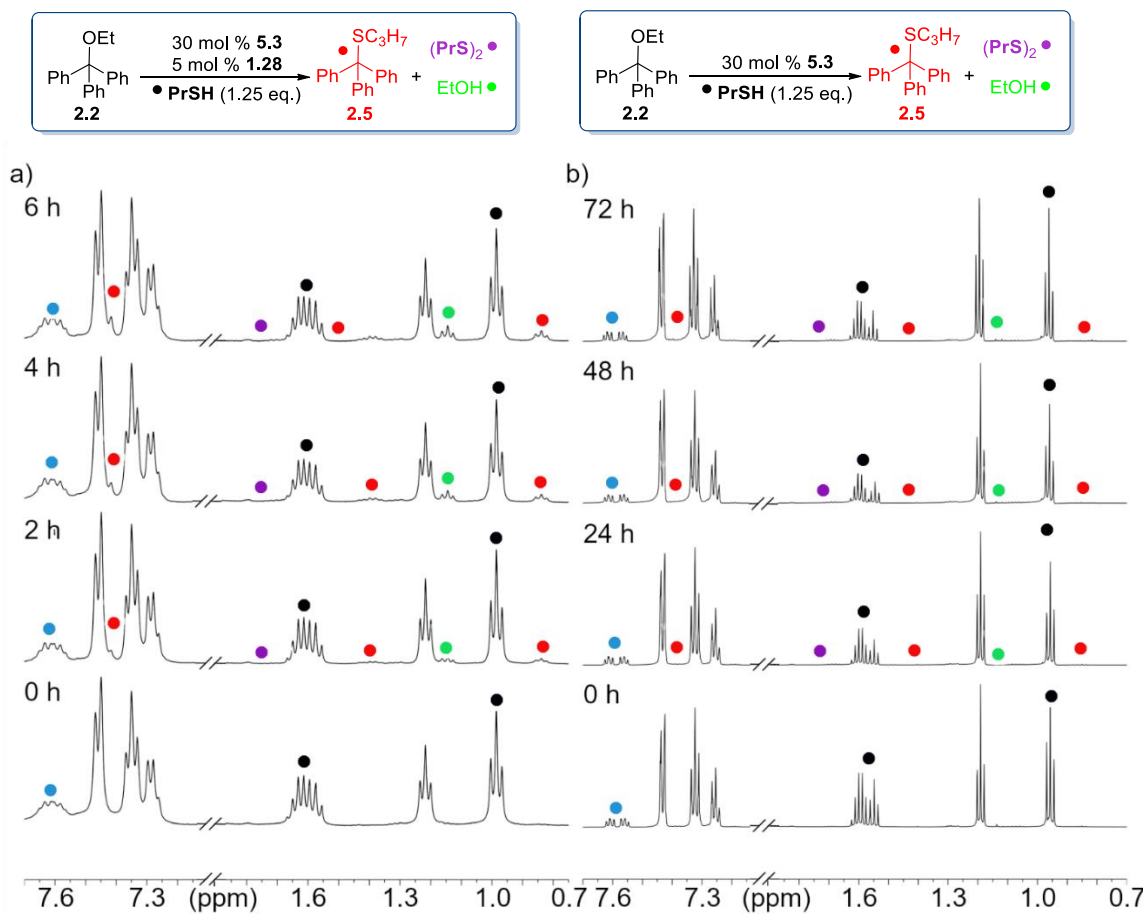 OEt
Ph Ph
Ph
2.2
30 mol % 5.3
5 mol % 1.28
PrSH (1.25 eq.)
SC3H7
Ph Ph
Ph
2.5
+
(PrS)2
EtOH
OEt
Ph Ph
Ph
2.2
30 mol % 5.3
PrSH (1.25 eq.)
SC3H7
Ph Ph
Ph
2.5
+
(PrS)2
EtOH
a)
6 h
4 h
2 h
0 h
7.6 7.3 (ppm) 1.6 1.3 1.0 0.7
b)
72 h
48 h
24 h
0 h
7.6 7.3 (ppm) 1.6 1.3 1.0 0.7